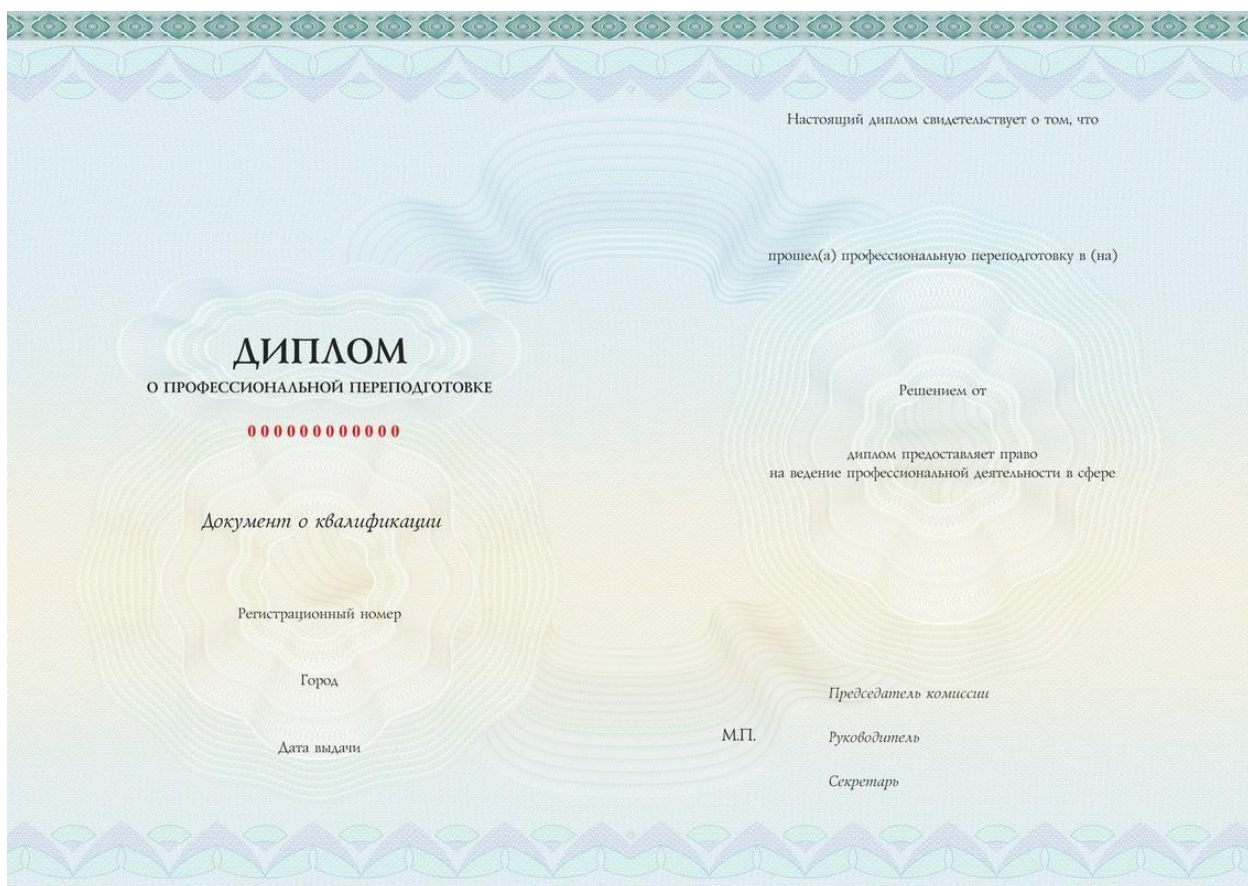 ДИПЛОМ
О ПРОФЕССИОНАЛЬНОЙ ПЕРЕПОДГОТОВКЕ
000000000000
Документ о квалификации
Регистрационный номер
Город
Дата выдачи
Настоящий диплом свидетельствует о том, что
прошел(а) профессиональную переподготовку в (на)
Решением от
диплом предоставляет право
на ведение профессиональной деятельности в сфере
Председатель комиссии
М.П.
Руководитель
Секретарь